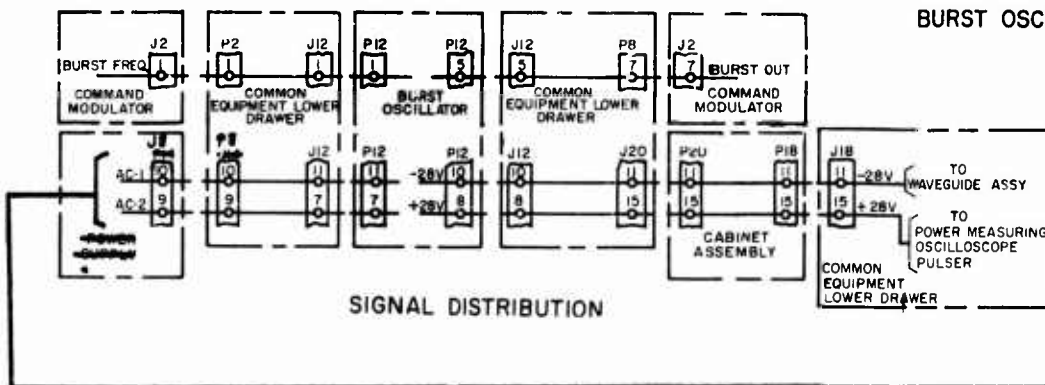 BURST OSC
J2
P2
J12
P12
P12
J12
P8
J2
BURST FREQ
1
1
1
1
5
5
7
7
BURST OUT
COMMAND
MODULATOR
COMMON
EQUIPMENT LOWER
DRAWER
BURST
OSCILLATOR
COMMON
EQUIPMENT LOWER
DRAWER
COMMAND
MODULATOR
J12
P12
P12
J12
J20
P20
P18
J18
AC-1
10
10
11
11
-28V
10
10
11
11
11
11
-28V
TO
WAVEGUIDE ASSY
AC-2
9
9
7
7
+28V
8
8
15
15
15
15
+28V
TO
POWER MEASURING
OSCILLOSCOPE
PULSER
POWER
SUPPLY
CABINET
ASSEMBLY
COMMON
EQUIPMENT
LOWER DRAWER
SIGNAL DISTRIBUTION